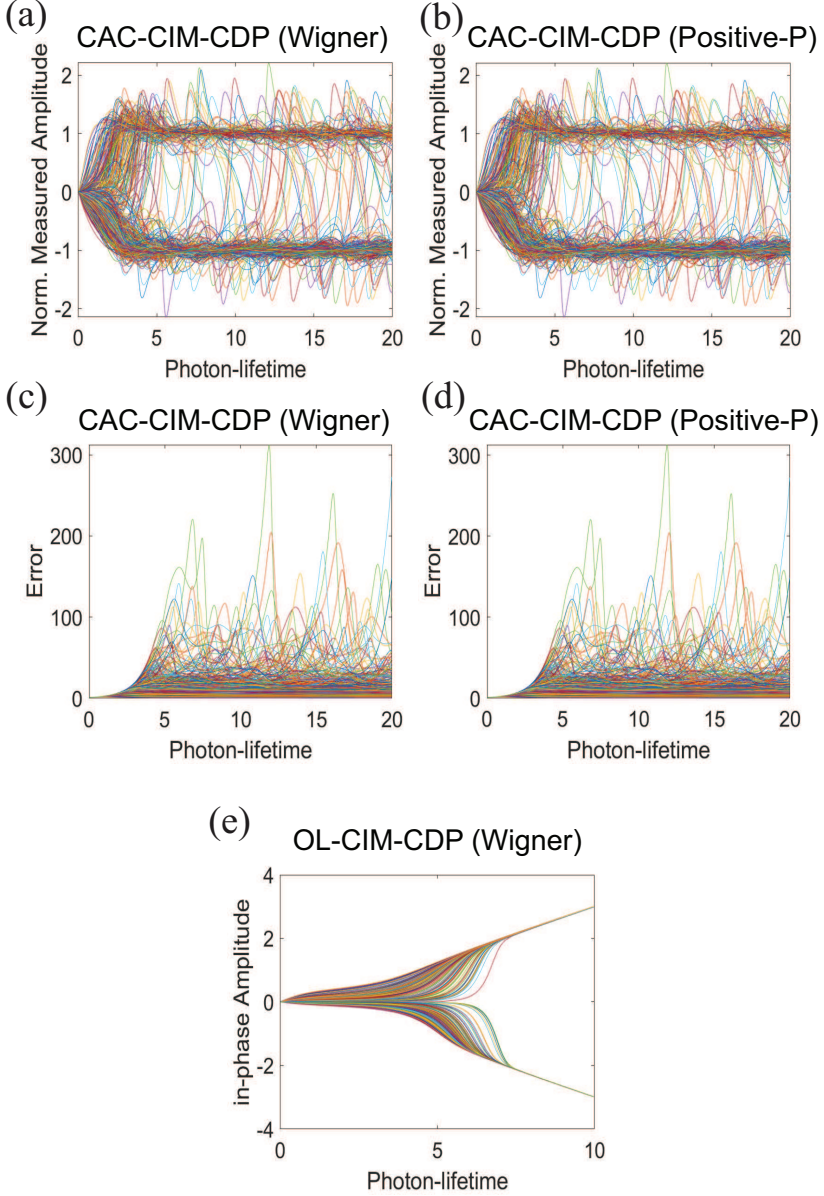 (a)
CAC-CIM-CDP (Wigner)
Norm. Measured Amplitude
2
1
0
-1
-2
0 5 10 15 20
Photon-lifetime
(b)
CAC-CIM-CDP (Positive-P)
Norm. Measured Amplitude
2
1
0
-1
-2
0 5 10 15 20
Photon-lifetime
(c)
CAC-CIM-CDP (Wigner)
Error
300
200
100
0
0 5 10 15 20
Photon-lifetime
(d)
CAC-CIM-CDP (Positive-P)
Error
300
200
100
0
0 5 10 15 20
Photon-lifetime
(e)
OL-CIM-CDP (Wigner)
in-phase Amplitude
4
2
0
-2
-4
0 5 10
Photon-lifetime